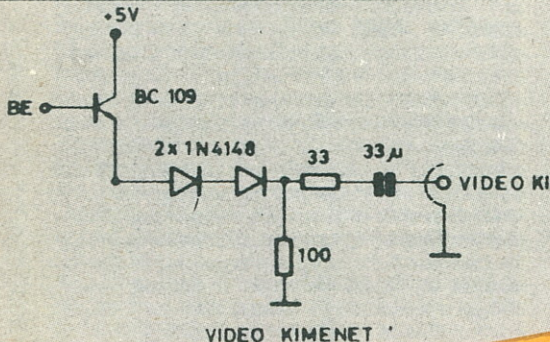 +5V
BE
BC 109
2x 1N4148
33
33µ
VIDEO KI
100
VIDEO KIMENET